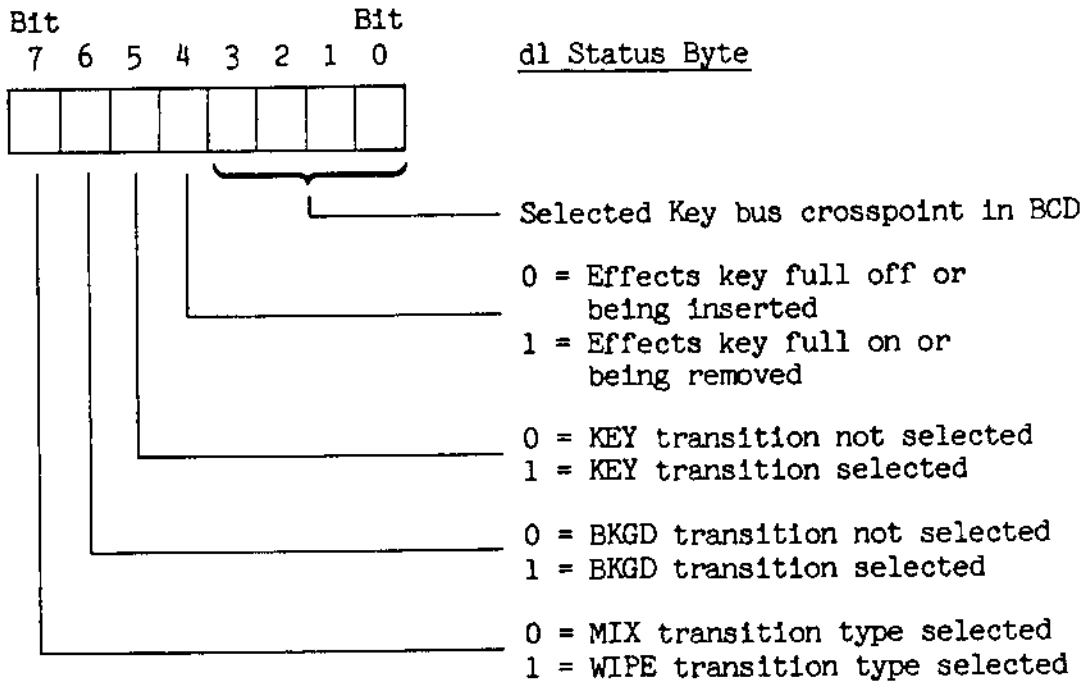 Bit Bit
7 6 5 4 3 2 1 0 d1 Status Byte
Selected Key bus crosspoint in BCD
0 = Effects key full off or
being inserted
1 = Effects key full on or
being removed
0 = KEY transition not selected
1 = KEY transition selected
0 = BKGD transition not selected
1 = BKGD transition selected
0 = MIX transition type selected
1 = WIPE transition type selected